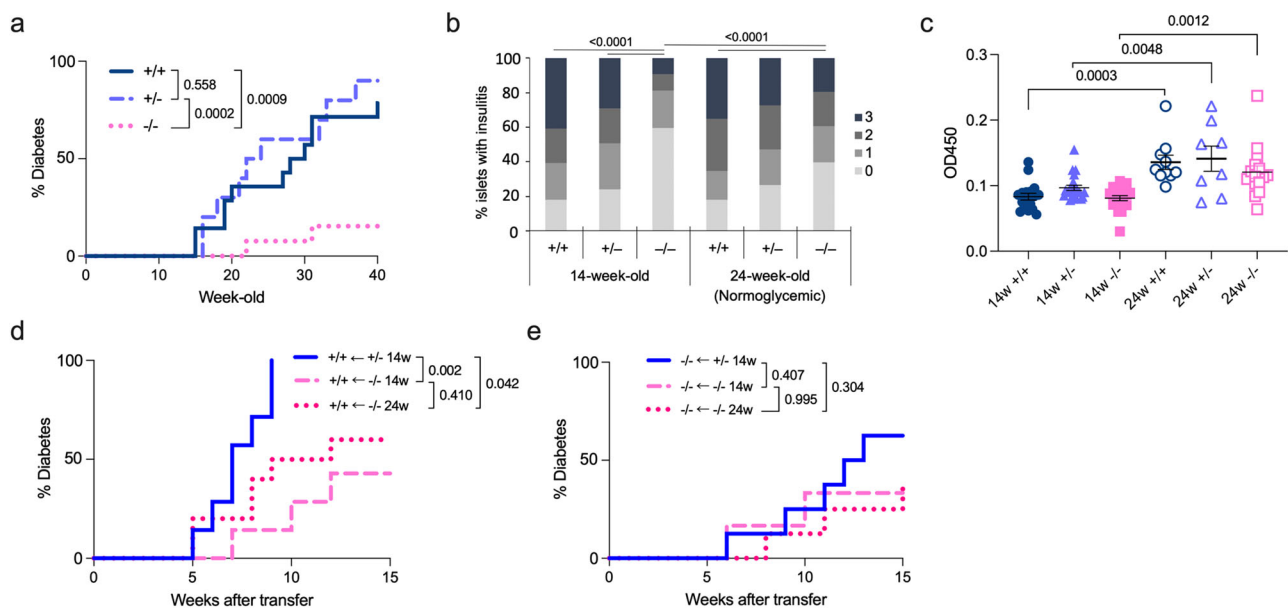 a
% Diabetes
100
50
0
+/+
+/-
-/-
0.558
0.0002
0.0009
0 10 20 30 40
Week-old
b
% islets with insulitis
<0.0001
<0.0001
100
80
60
40
20
0
3
2
1
0
+/+ +/− −/− +/+ +/− −/−
14-week-old 24-week-old
(Normoglycemic)
c
OD450
0.0012
0.0048
0.0003
0.3
0.2
0.1
0.0
14w +/+ 14w +/- 14w -/- 24w +/+ 24w +/- 24w -/-
d
% Diabetes
100
50
0
+/+ ← +/- 14w
+/+ ← -/- 14w
+/+ ← -/- 24w
0.002
0.410
0.042
0 5 10 15
Weeks after transfer
e
% Diabetes
100
50
0
-/- ← +/- 14w
-/- ← -/- 14w
-/- ← -/- 24w
0.407
0.995
0.304
0 5 10 15
Weeks after transfer